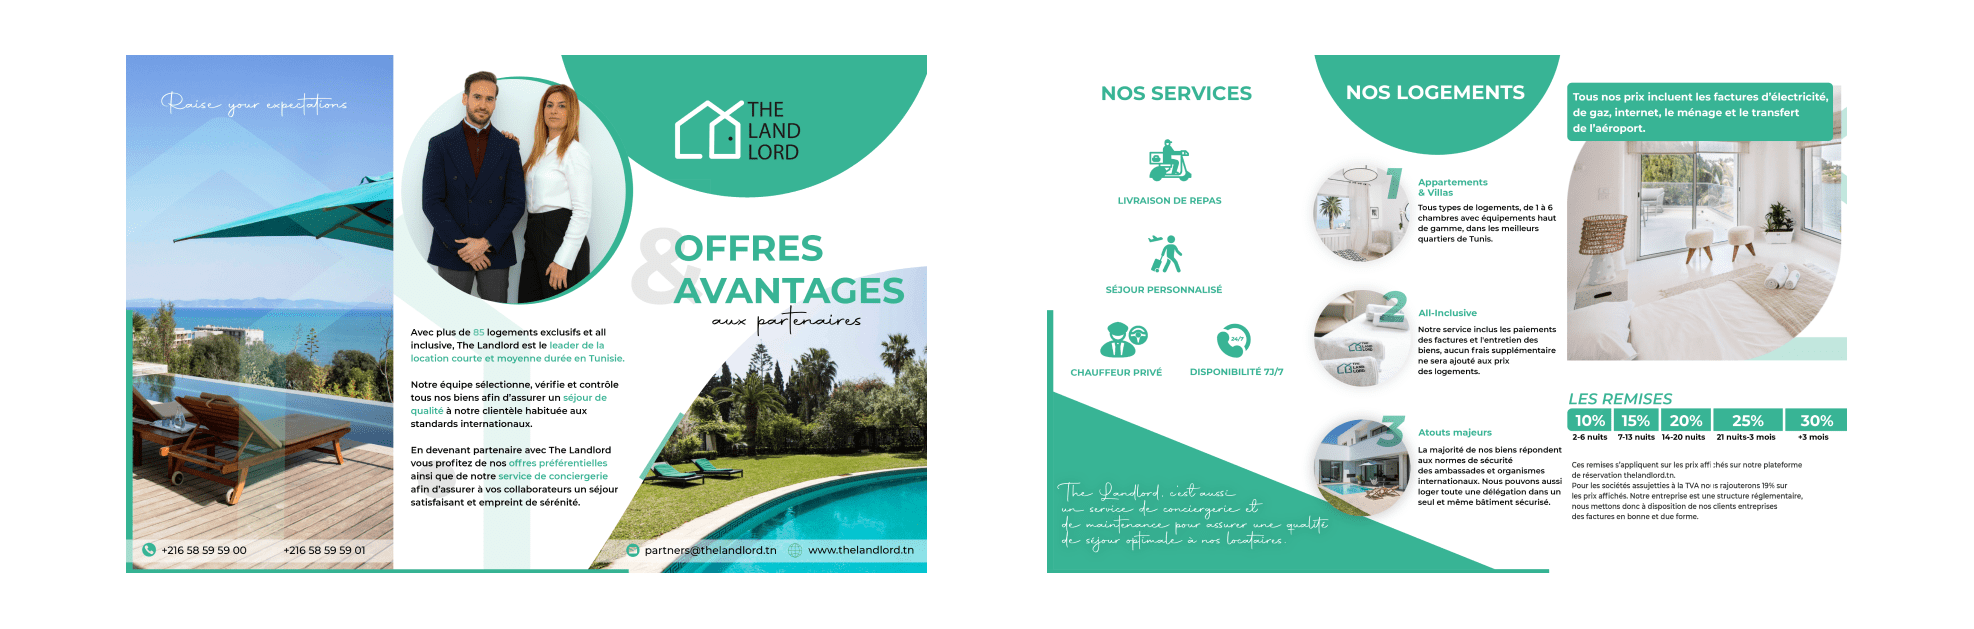 Raise your expectations
+216 58 59 59 00
+216 58 59 59 01
Avec plus de 85 logements exclusifs et all
inclusive, The Landlord est le leader de la
location courte et moyenne durée en Tunisie.
Notre équipe sélectionne, vérifie et contrôle
tous nos biens afin d'assurer un séjour de
qualité à notre clientèle habituée aux
standards internationaux.
En devenant partenaire avec The Landlord
vous profitez de nos offres préférentielles
ainsi que de notre service de conciergerie
afin d'assurer à vos collaborateurs un séjour
satisfaisant et empreint de sérénité.
THE
LAND
LORD
&
OFFRES
AVANTAGES
aux partenaires
partners@thelandlord.tn
www.thelandlord.tn
NOS SERVICES
LIVRAISON DE REPAS
SÉJOUR PERSONNALISÉ
CHAUFFEUR PRIVÉ
24/7
DISPONIBILITÉ 7J/7
The Landlord, c'est aussi
un service de conciergerie et
de maintenance pour assurer une qualité
de séjour optimale à nos locataires.
NOS LOGEMENTS
1
Appartements
& Villas
Tous types de logements, de 1 à 6
chambres avec équipements haut
de gamme, dans les meilleurs
quartiers de Tunis.
2
THE
LAND
LORD
THE
LAND
LORD
All-Inclusive
Notre service inclus les paiements
des factures et l'entretien des
biens, aucun frais supplémentaire
ne sera ajouté aux prix
des logements.
3
Atouts majeurs
La majorité de nos biens répondent
aux normes de sécurité
des ambassades et organismes
internationaux. Nous pouvons aussi
loger toute une délégation dans un
seul et même bâtiment sécurisé.
Tous nos prix incluent les factures d'électricité,
de gaz, internet, le ménage et le transfert
de l'aéroport.
LES REMISES
10% 15% 20% 25% 30%
2-6 nuits 7-13 nuits 14-20 nuits 21 nuits-3 mois +3 mois
Ces remises s'appliquent sur les prix affichés sur notre plateforme
de réservation thelandlord.tn.
Pour les sociétés assujetties à la TVA nous rajouterons 19% sur
les prix affichés. Notre entreprise est une structure réglementaire,
nous mettons donc à disposition de nos clients entreprises
des factures en bonne et due forme.